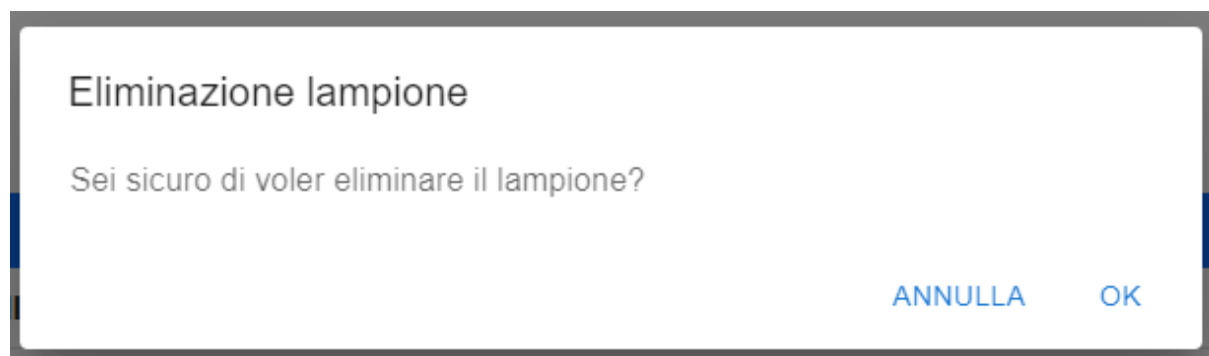 Eliminazione lampione
Sei sicuro di voler eliminare il lampione?
ANNULLA OK